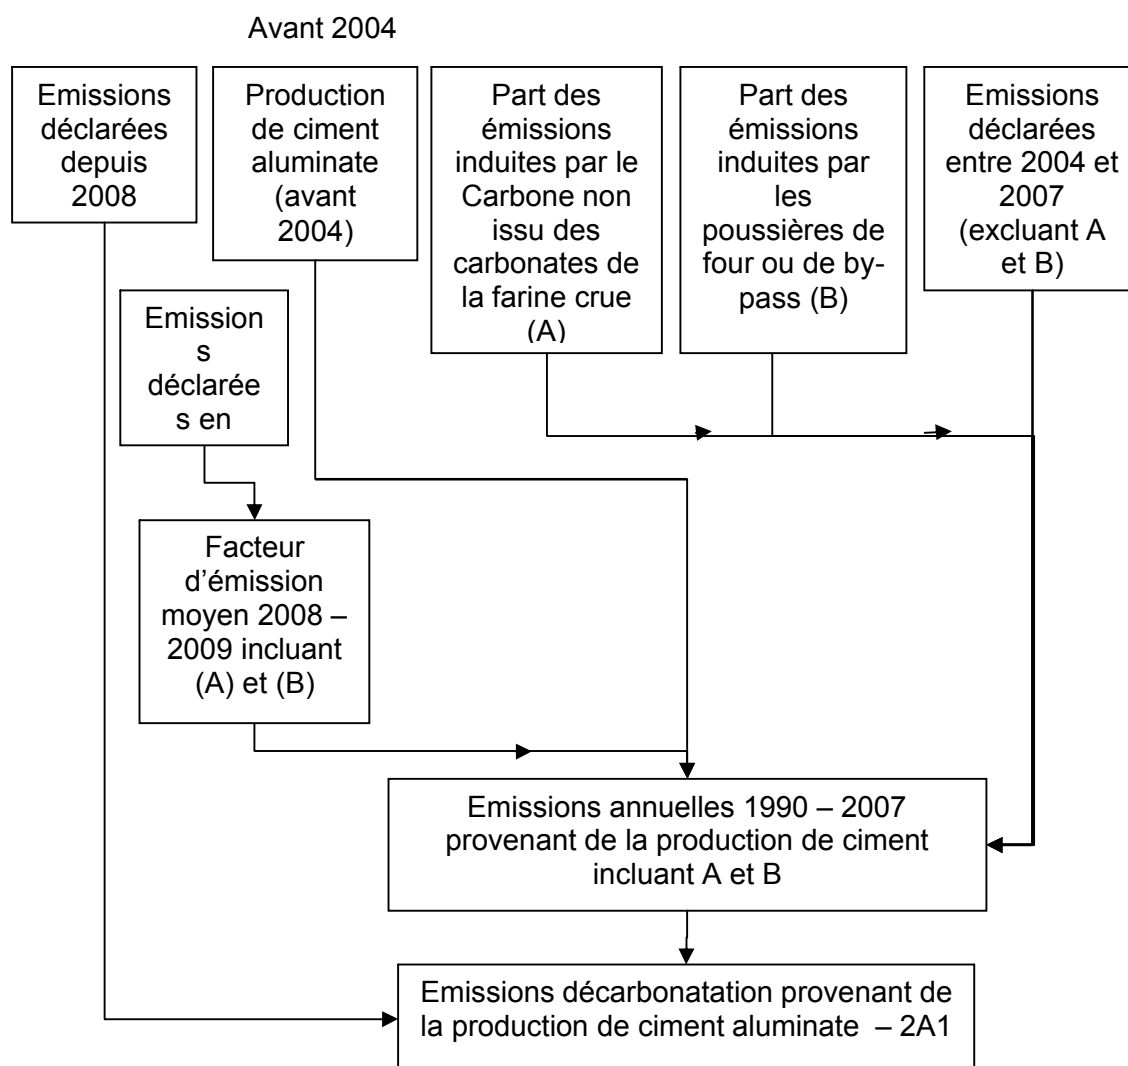 Avant 2004
Emissions
déclarées
depuis
2008
Production
de ciment
aluminate
(avant
2004)
Part des
émissions
induites par le
Carbone non
issu des
carbonates de
la farine crue
(A)
Part des
émissions
induites par
les
poussières de
four ou de by-
pass (B)
Emissions
déclarées
entre 2004 et
2007
(excluant A
et B)
Emission
s
déclarée
s en
Facteur
d’émission
moyen 2008 –
2009 incluant
(A) et (B)
Emissions annuelles 1990 – 2007
provenant de la production de ciment
incluant A et B
Emissions décarbonatation provenant de
la production de ciment aluminate – 2A1